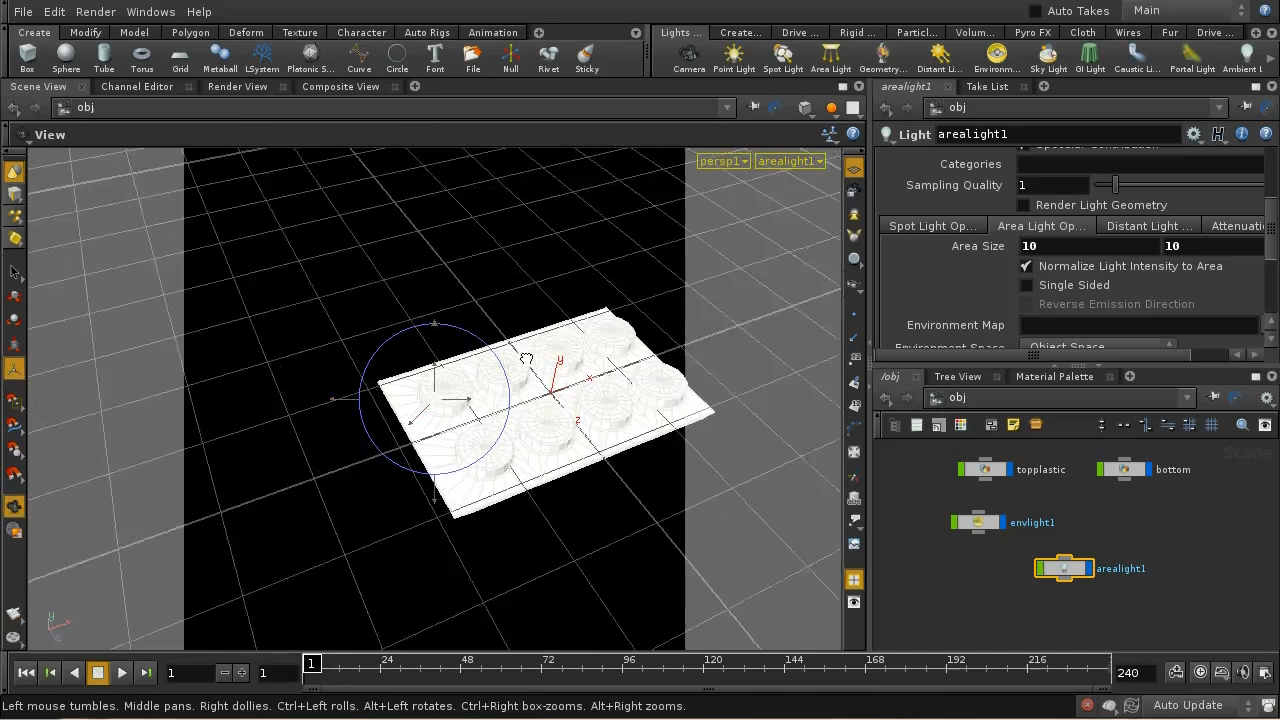 File Edit Render Windows Help Auto Takes Main
Create Modify Model Polygon Deform Texture Character Auto Rigs Animation Lights ... Create... Drive ... Rigid ... Particl... Volum... Pyro FX Cloth Wires Fur Drive ...
Box Sphere Tube Torus Grid Metaball LSystem Platonic S... Curve Circle Font File Null Rivet Sticky Camera Point Light Spot Light Area Light Geometry... Distant Li... Environm... Sky Light GI Light Caustic Li... Portal Light Ambient L
Scene View Channel Editor Render View Composite View arealight1 Take List
obj obj
View Light arealight1
persp1 arealight1
Categories
Sampling Quality 1
Render Light Geometry
Spot Light Op... Area Light Op... Distant Light ... Attenuati
Area Size 10 10
Normalize Light Intensity to Area
Single Sided
Reverse Emission Direction
Environment Map
Environment Space Object Space
y
x
z
/obj Tree View Material Palette
obj
Scene
topplastic bottom
envlight1
arealight1
y
x
1 1 1 24 48 72 96 120 144 168 192 216 240
Left mouse tumbles. Middle pans. Right dollies. Ctrl+Left rolls. Alt+Left rotates. Ctrl+Right box-zooms. Alt+Right zooms. Auto Update